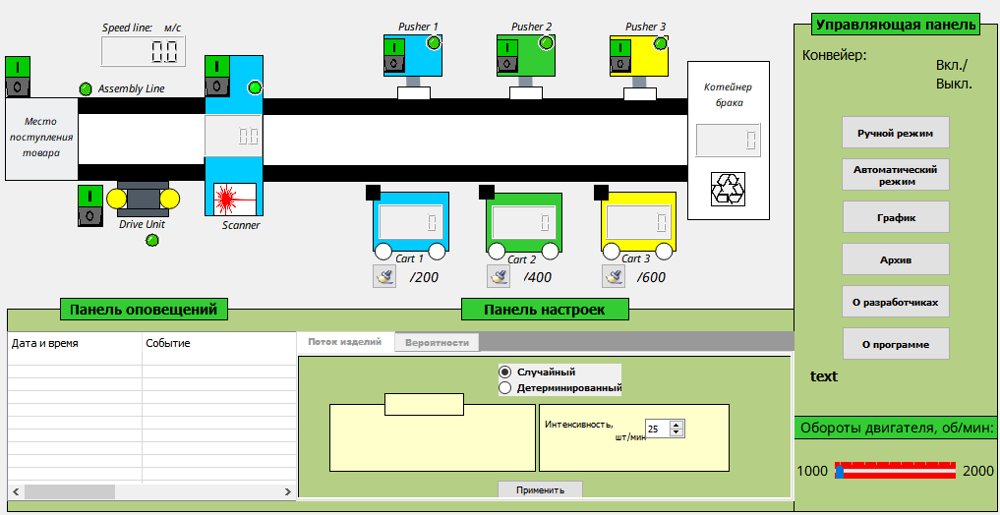 Speed line: м/с
00
Pusher 1
Pusher 2
Pusher 3
Управляющая панель
Конвейер:
Вкл./
Выкл.
I
0
Assembly Line
I
0
I
0
I
0
I
0
Место
поступления
товара
00
Котейнер
брака
0
Ручной режим
Автоматический
режим
График
Архив
О разработчиках
О программе
text
I
0
Drive Unit
Scanner
0
0
0
Cart 1
Cart 2
Cart 3
/200
/400
/600
Панель оповещений
Панель настроек
Дата и время
Событие
Поток изделий
Вероятности
Случайный
Детерминированный
Интенсивность,
шт/мин
25
Применить
Обороты двигателя, об/мин:
1000
2000